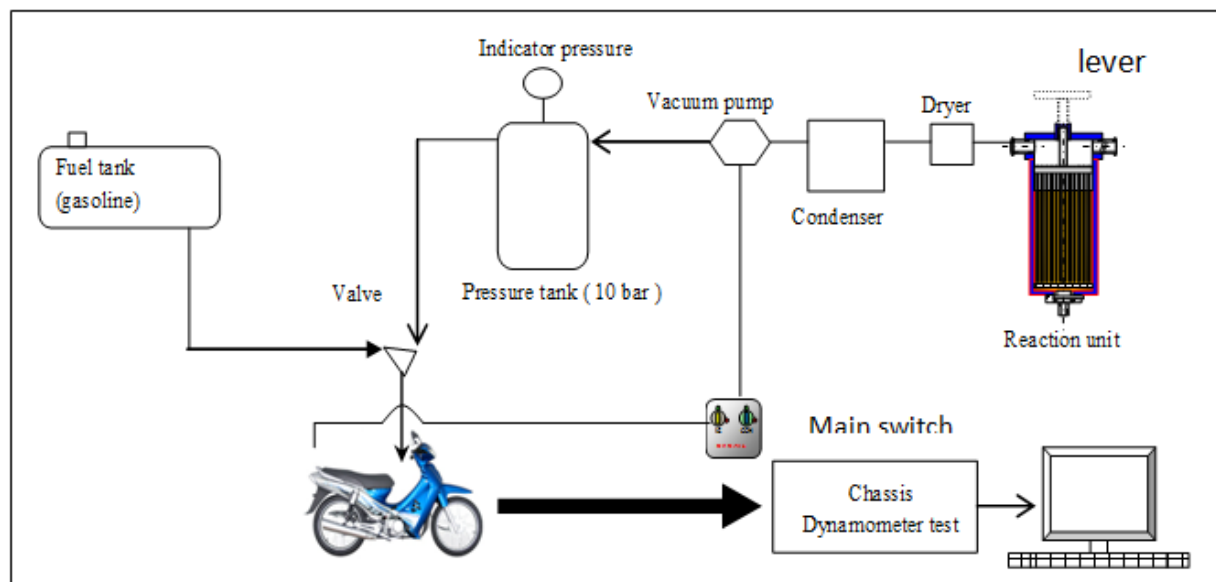 Indicator pressure
lever
Vacuum pump
Dryer
Fuel tank
(gasoline)
Condenser
Valve
Pressure tank ( 10 bar )
Reaction unit
Main switch
Chassis
Dynamometer test